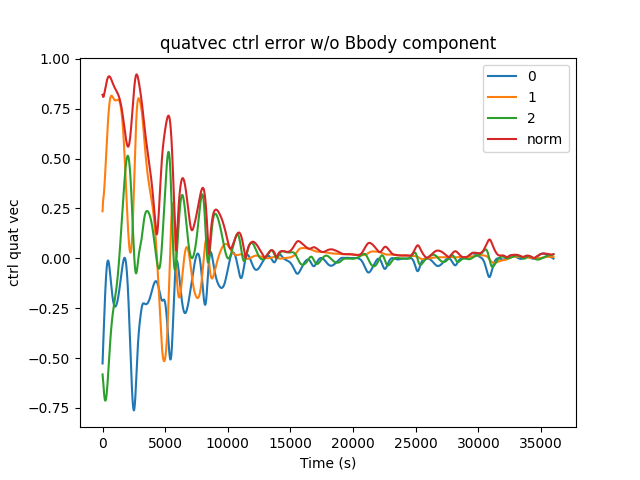 quatvec ctrl error w/o Bbody component
1.00
0.75
0.50
0.25
0.00
−0.25
−0.50
−0.75
ctrl quat vec
0
1
2
norm
0 5000 10000 15000 20000 25000 30000 35000
Time (s)